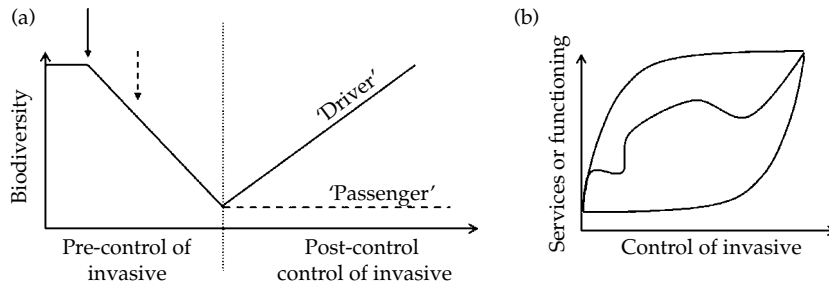 (a)
Biodiversity
'Driver'
'Passenger'
Pre-control of
invasive
Post-control
control of invasive
(b)
Services or functioning
Control of invasive